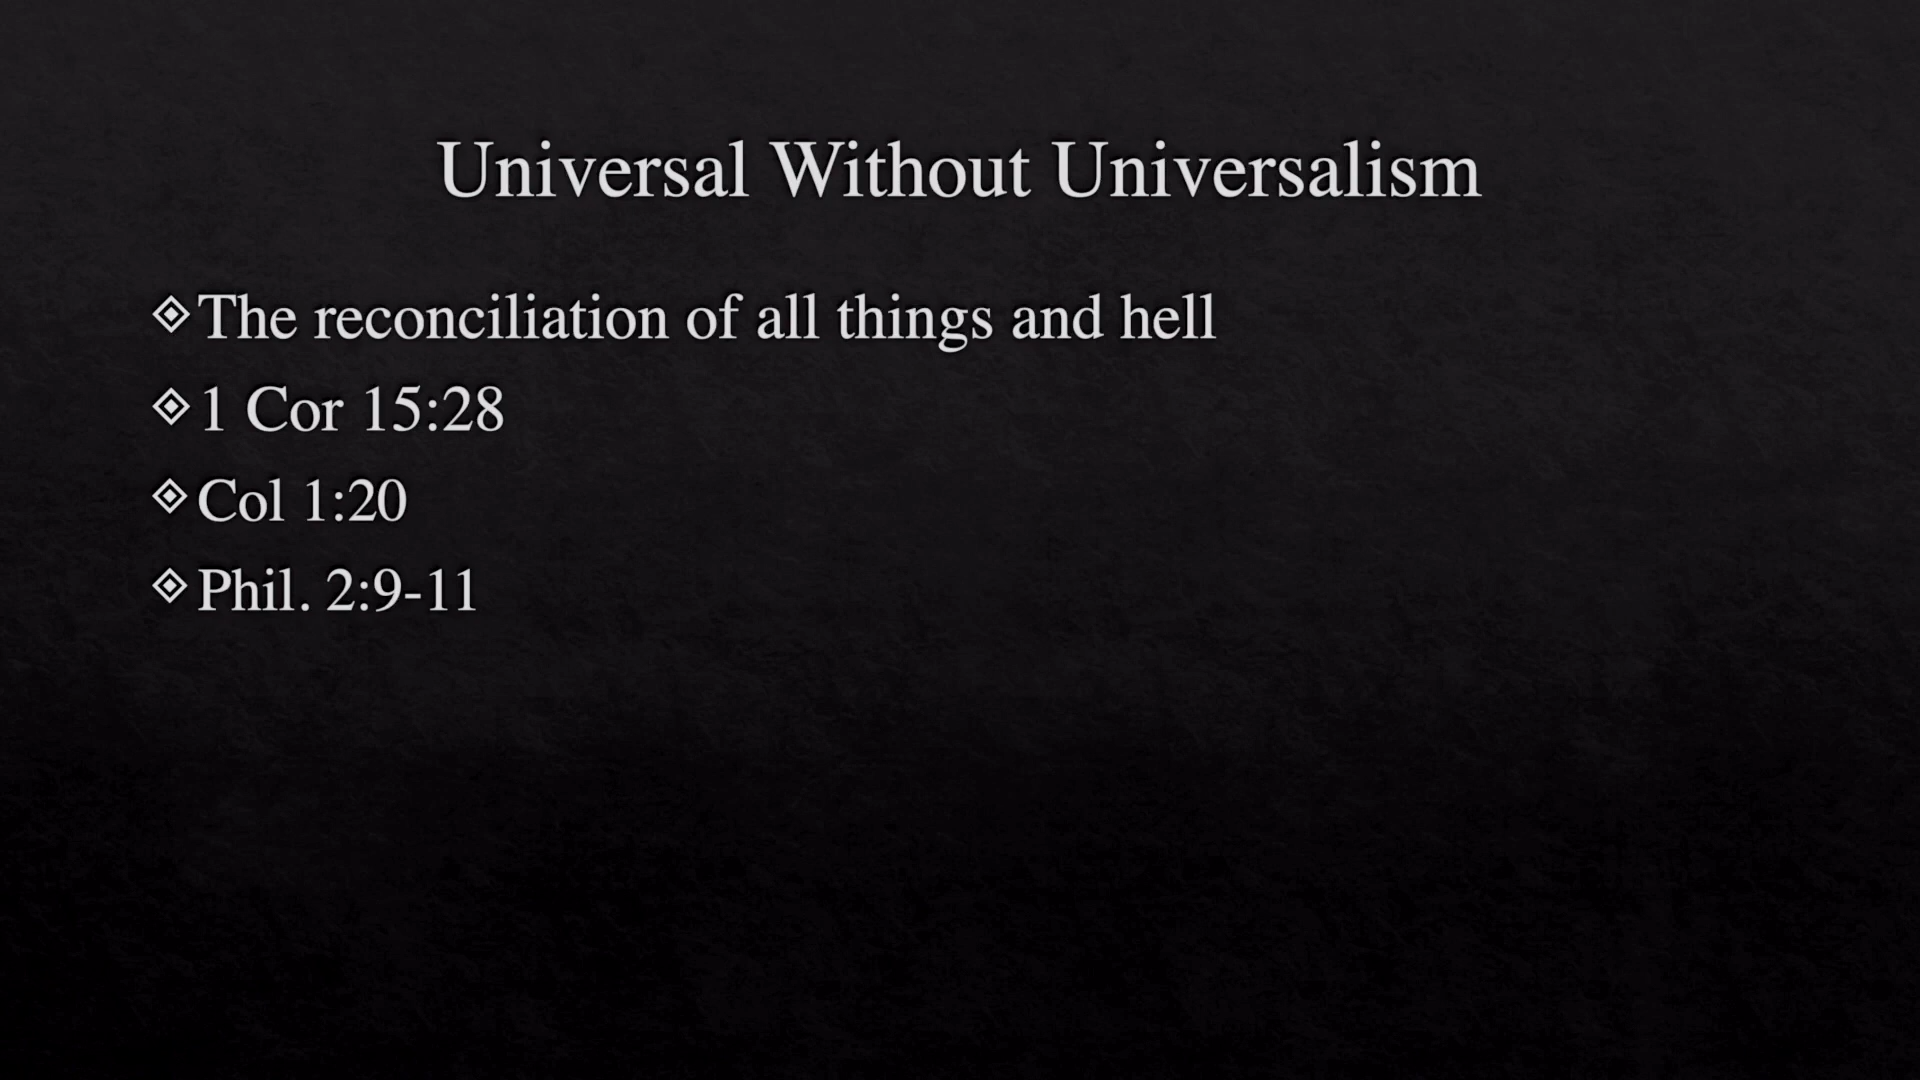 Universal Without Universalism
The reconciliation of all things and hell
1 Cor 15:28
Col 1:20
Phil. 2:9-11